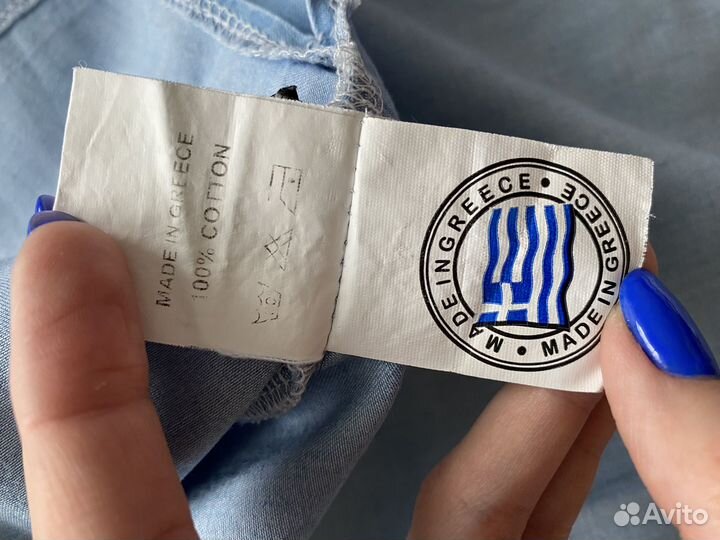 MADE IN GREECE
100% COTTON
MADE IN GREECE • MADE IN GREECE •
Avito